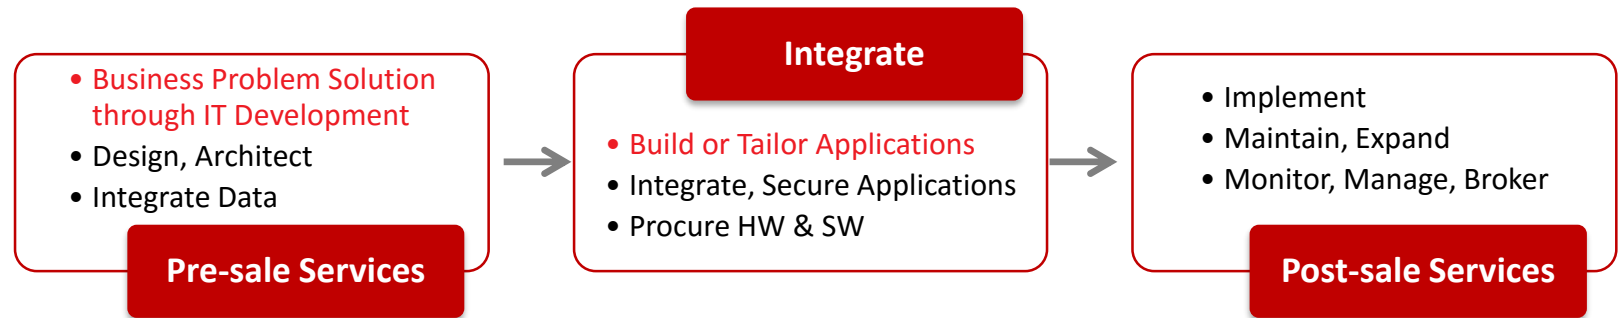 • Business Problem Solution
through IT Development
• Design, Architect
• Integrate Data
Pre-sale Services
Integrate
• Build or Tailor Applications
• Integrate, Secure Applications
• Procure HW & SW
• Implement
• Maintain, Expand
• Monitor, Manage, Broker
Post-sale Services